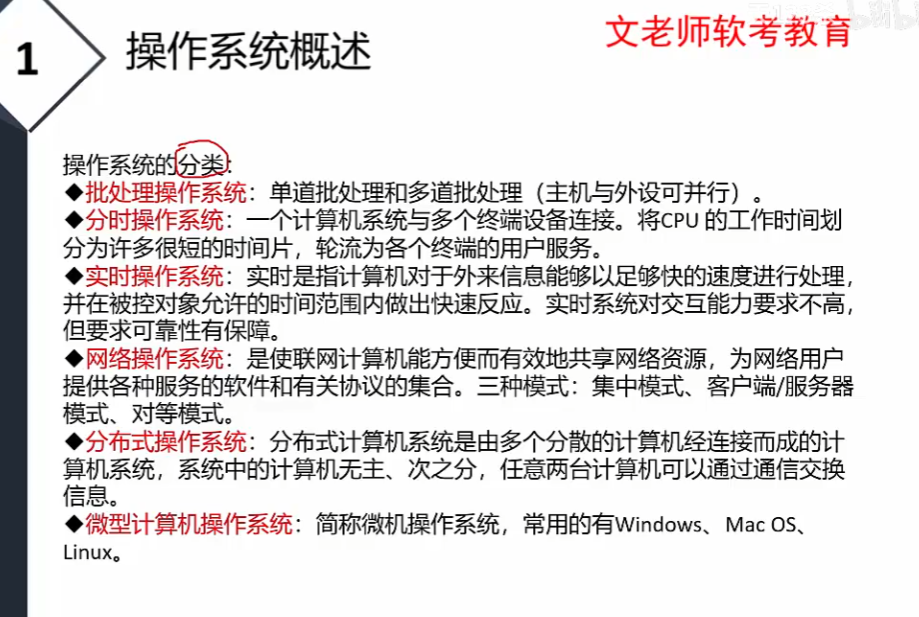 1
操作系统概述
文老师软考教育
操作系统的分类:
◆批处理操作系统：单道批处理和多道批处理（主机与外设可并行）。
◆分时操作系统：一个计算机系统与多个终端设备连接。将CPU 的工作时间划
分为许多很短的时间片，轮流为各个终端的用户服务。
◆实时操作系统：实时是指计算机对于外来信息能够以足够快的速度进行处理，
并在被控对象允许的时间范围内做出快速反应。实时系统对交互能力要求不高，
但要求可靠性有保障。
◆网络操作系统：是使联网计算机能方便而有效地共享网络资源，为网络用户
提供各种服务的软件和有关协议的集合。三种模式：集中模式、客户端/服务器
模式、对等模式。
◆分布式操作系统：分布式计算机系统是由多个分散的计算机经连接而成的计
算机系统，系统中的计算机无主、次之分，任意两台计算机可以通过通信交换
信息。
◆微型计算机操作系统：简称微机操作系统，常用的有Windows、Mac OS、
Linux。